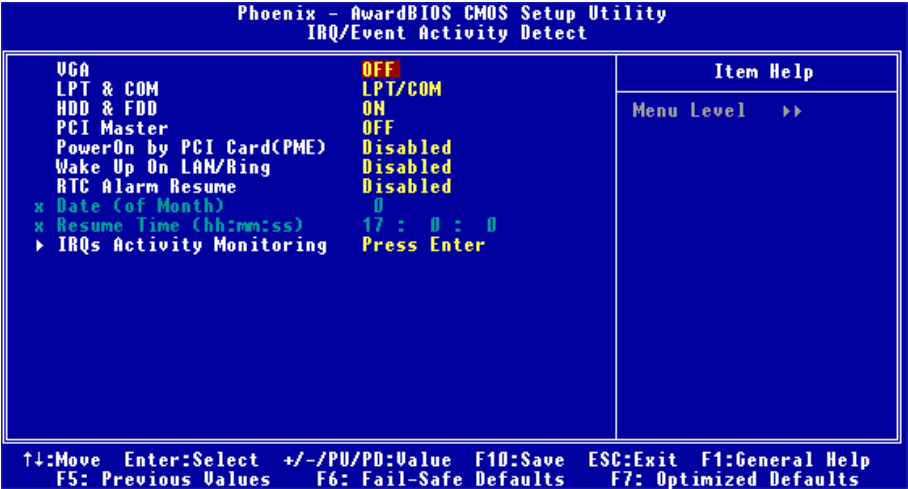 Phoenix - AwardBIOS CMOS Setup Utility
IRQ/Event Activity Detect
VGA OFF
LPT & COM LPT/COM
HDD & FDD ON
PCI Master OFF
PowerOn by PCI Card(PME) Disabled
Wake Up On LAN/Ring Disabled
RTC Alarm Resume Disabled
x Date (of Month) 0
x Resume Time (hh:mm:ss) 17 : 0 : 0
▸ IRQs Activity Monitoring Press Enter
Item Help
Menu Level ▸▸
↑↓:Move Enter:Select +/-/PU/PD:Value F10:Save ESC:Exit F1:General Help
F5: Previous Values F6: Fail-Safe Defaults F7: Optimized Defaults